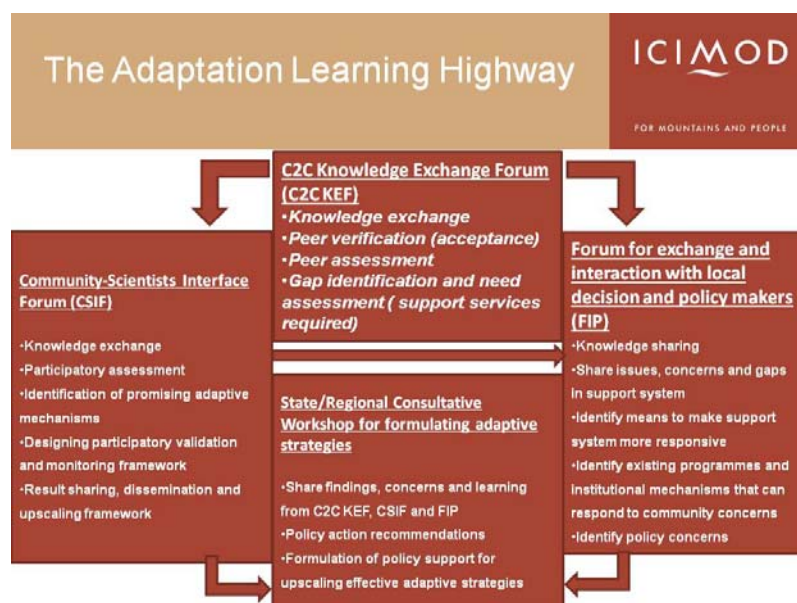 The Adaptation Learning Highway
ICIMOD
FOR MOUNTAINS AND PEOPLE
C2C Knowledge Exchange Forum
(C2C KEF)
•Knowledge exchange
•Peer verification (acceptance)
•Peer assessment
•Gap identification and need
assessment ( support services
required)
Community-Scientists Interface
Forum (CSIF)
•Knowledge exchange
•Participatory assessment
•Identification of promising adaptive
mechanisms
•Designing participatory validation
and monitoring framework
•Result sharing, dissemination and
upscaling framework
Forum for exchange and
interaction with local
decision and policy makers
(FIP)
•Knowledge sharing
•Share issues, concerns and gaps
in support system
•Identify means to make support
system more responsive
•Identify existing programmes and
institutional mechanisms that can
respond to community concerns
•Identify policy concerns
State/Regional Consultative
Workshop for formulating adaptive
strategies
•Share findings, concerns and learning
from C2C KEF, CSIF and FIP
•Policy action recommendations
•Formulation of policy support for
upscaling effective adaptive strategies